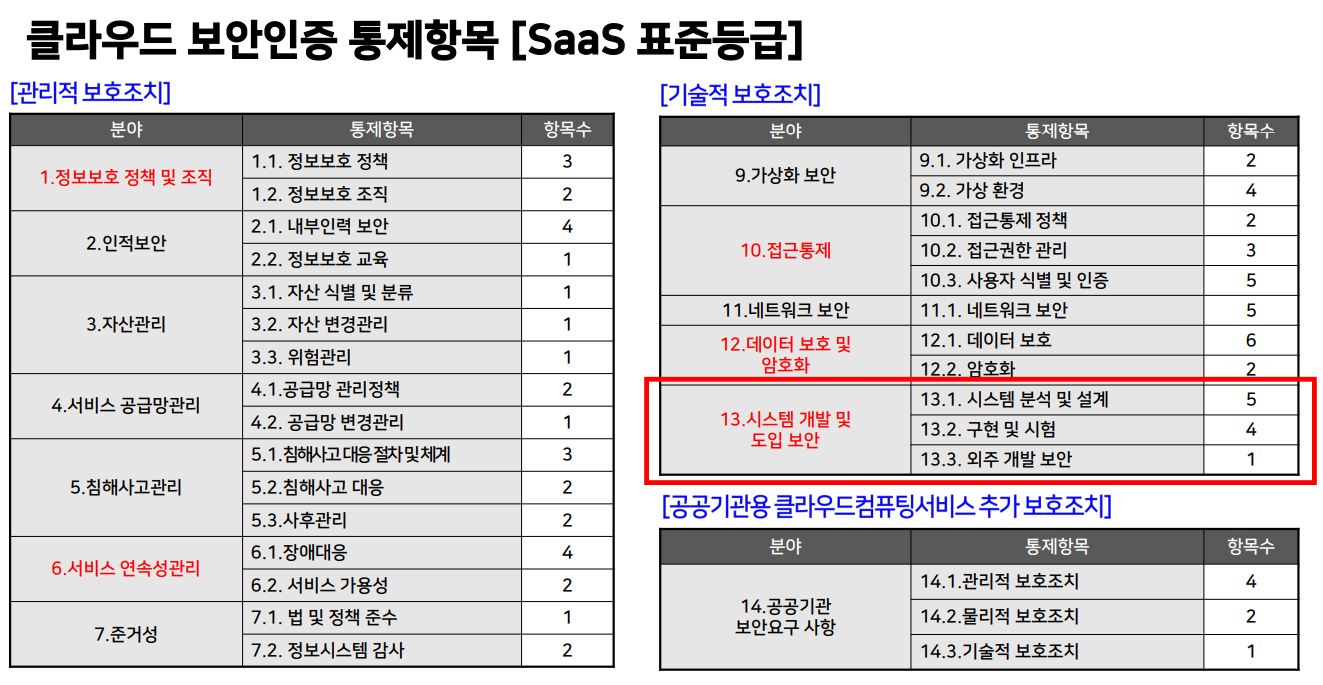 클라우드 보안인증 통제항목 [SaaS 표준등급]
[관리적 보호조치]
분야 통제항목 항목수
1.정보보호 정책 및 조직
1.1. 정보보호 정책 3
1.2. 정보보호 조직 2
2.인적보안
2.1. 내부인력 보안 4
2.2. 정보보호 교육 1
3.자산관리
3.1. 자산 식별 및 분류 1
3.2. 자산 변경관리 1
3.3. 위험관리 1
4.서비스 공급망관리
4.1.공급망 관리정책 2
4.2. 공급망 변경관리 1
5.침해사고관리
5.1.침해사고 대응 절차 및 체계 3
5.2.침해사고 대응 2
5.3.사후관리 2
6.서비스 연속성관리
6.1.장애대응 4
6.2. 서비스 가용성 2
7.준거성
7.1. 법 및 정책 준수 1
7.2. 정보시스템 감사 2
[기술적 보호조치]
분야 통제항목 항목수
9.가상화 보안
9.1. 가상화 인프라 2
9.2. 가상 환경 4
10.접근통제
10.1. 접근통제 정책 2
10.2. 접근권한 관리 3
10.3. 사용자 식별 및 인증 5
11.네트워크 보안
11.1. 네트워크 보안 5
12.데이터 보호 및
암호화
12.1. 데이터 보호 6
12.2. 암호화 2
13.시스템 개발 및
도입 보안
13.1. 시스템 분석 및 설계 5
13.2. 구현 및 시험 4
13.3. 외주 개발 보안 1
[공공기관용 클라우드컴퓨팅서비스 추가 보호조치]
분야 통제항목 항목수
14.공공기관
보안요구 사항
14.1.관리적 보호조치 4
14.2.물리적 보호조치 2
14.3.기술적 보호조치 1